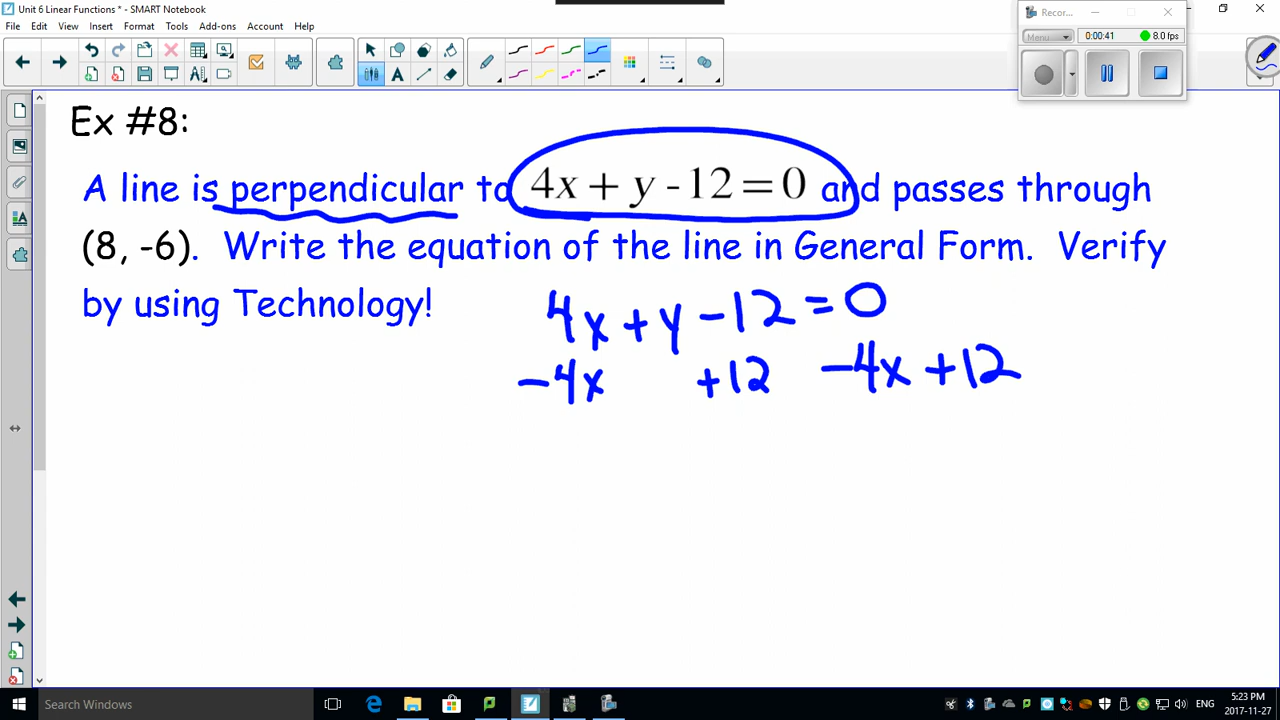 Unit 6 Linear Functions * - SMART Notebook
File Edit View Insert Format Tools Add-ons Account Help
Recor...
Menu 0:00:41 8.0 fps
Ex #8:
A line is perpendicular to 4x + y - 12 = 0 and passes through
(8, -6). Write the equation of the line in General Form. Verify
by using Technology!
4x + y - 12 = 0
-4x +12 -4x +12
Search Windows
ENG
5:23 PM
2017-11-27